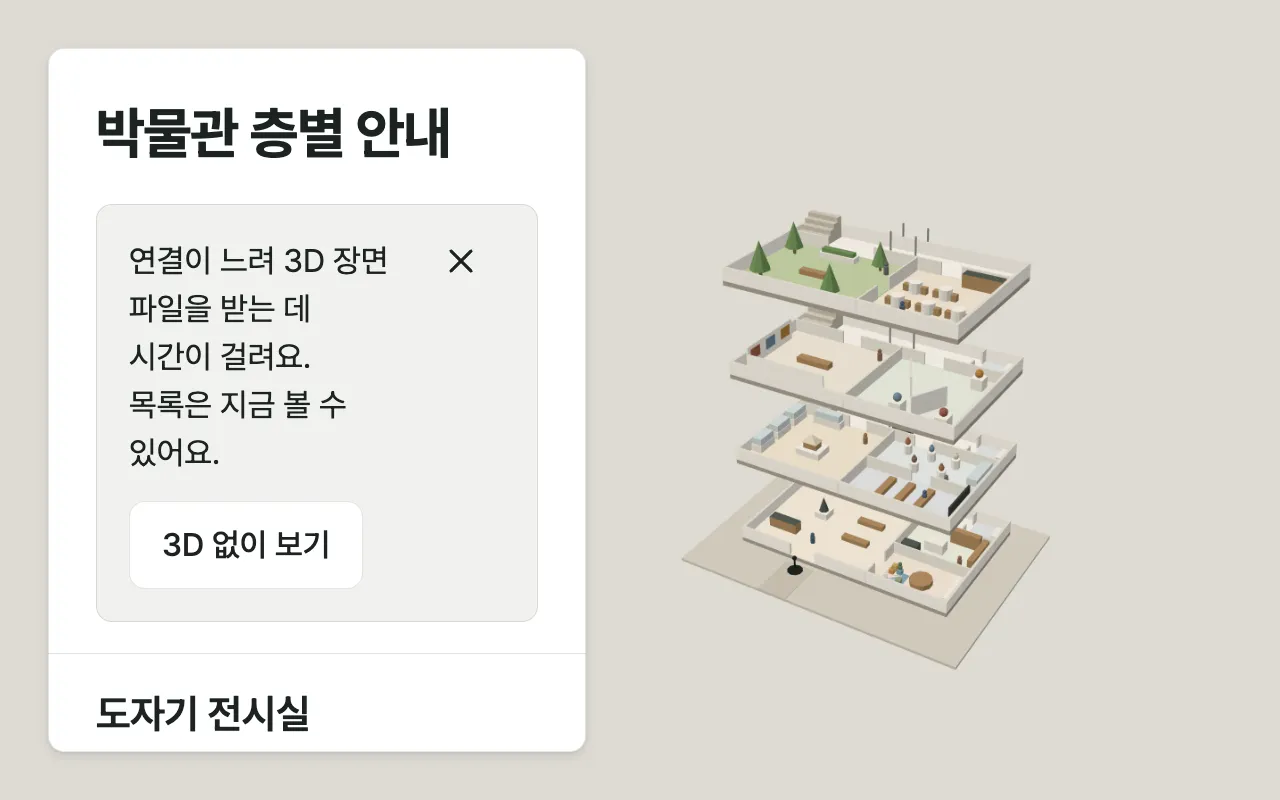 박물관 층별 안내
연결이 느려 3D 장면
파일을 받는 데
시간이 걸려요.
목록은 지금 볼 수
있어요.
3D 없이 보기
도자기 전시실